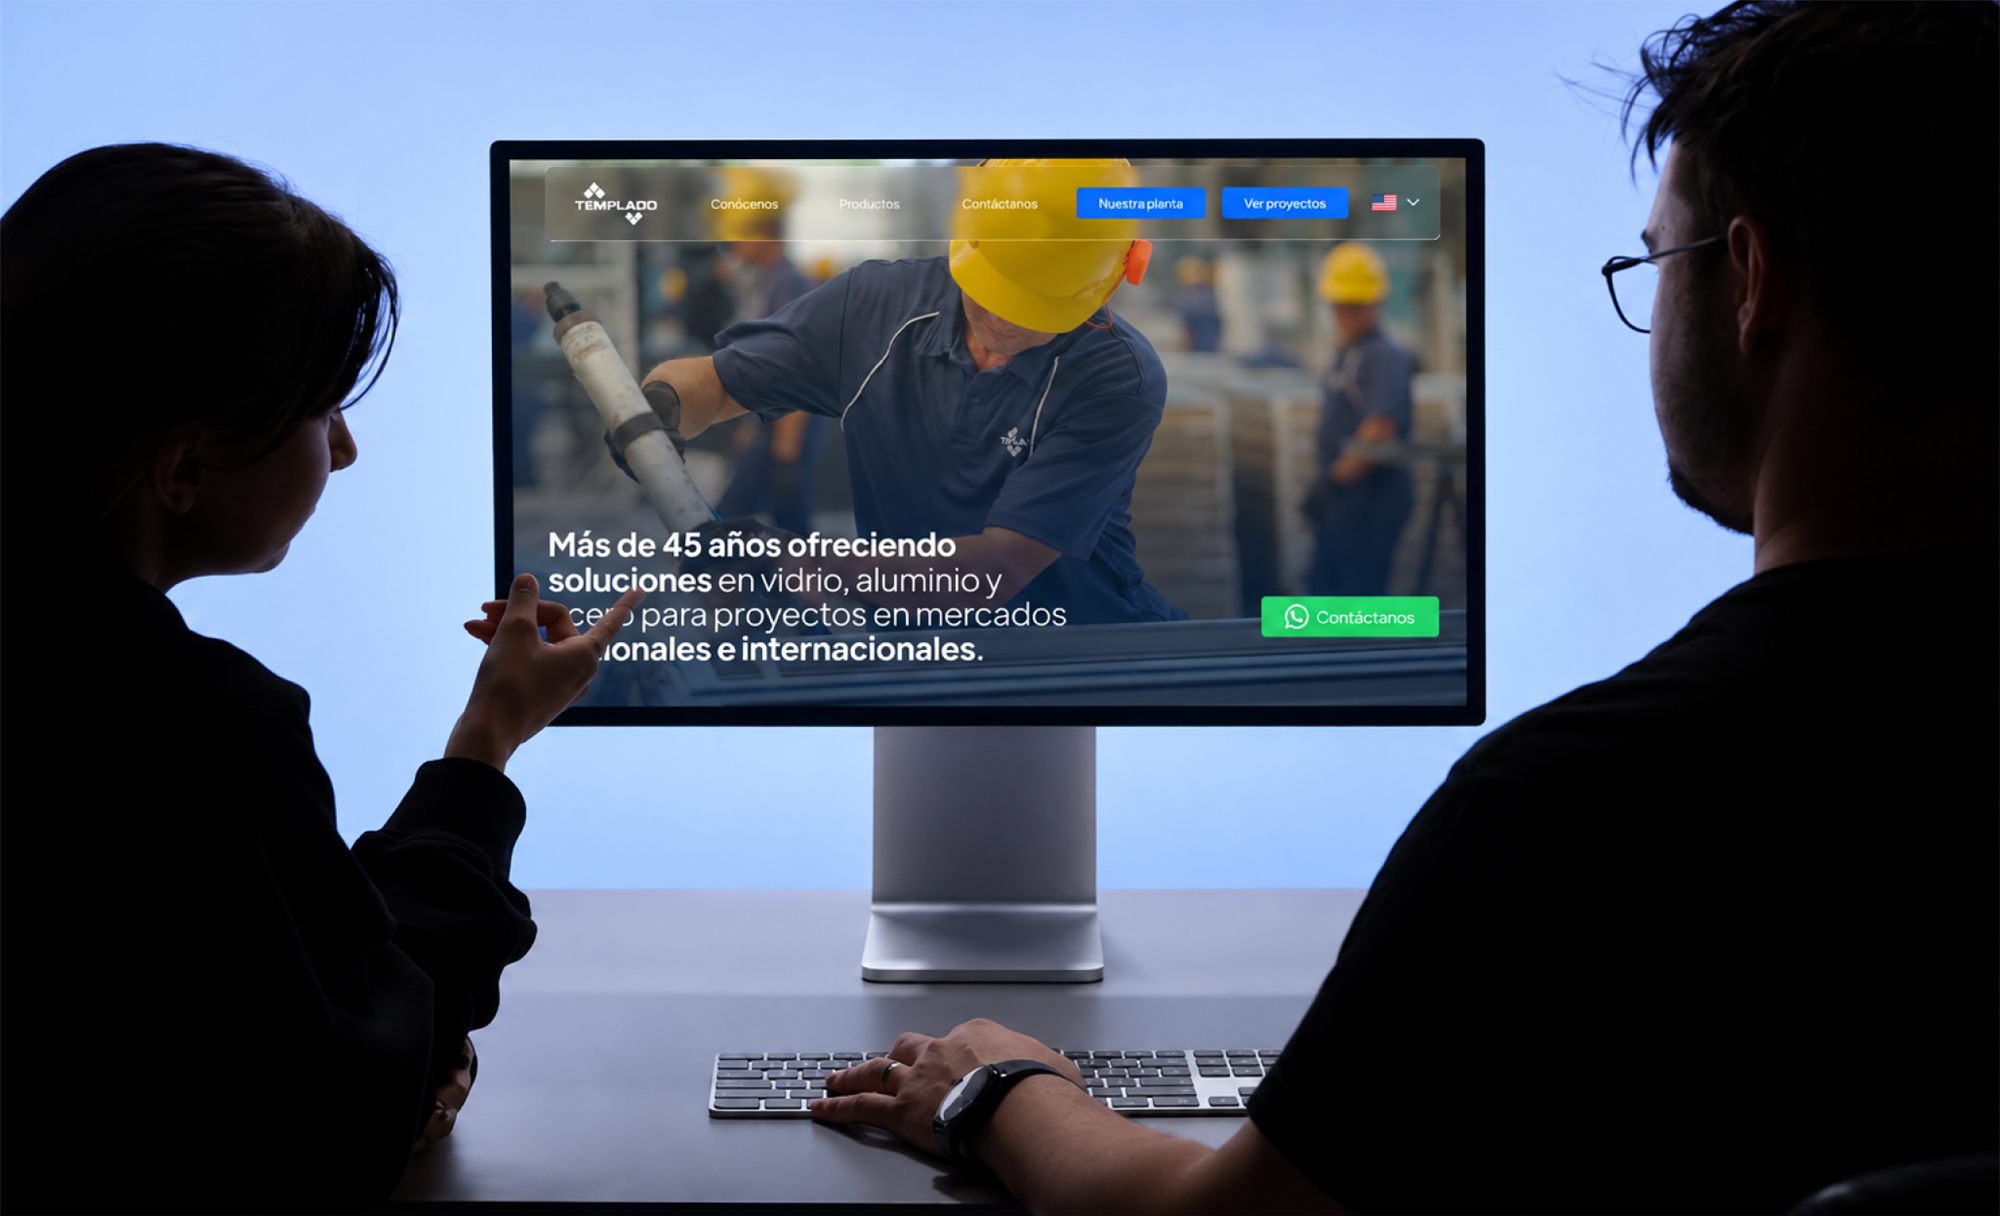 TEMPLADO
Conócenos
Productos
Contáctanos
Nuestra planta
Ver proyectos
Más de 45 años ofreciendo
soluciones en vidrio, aluminio y
para proyectos en mercados
e internacionales.
Contáctanos